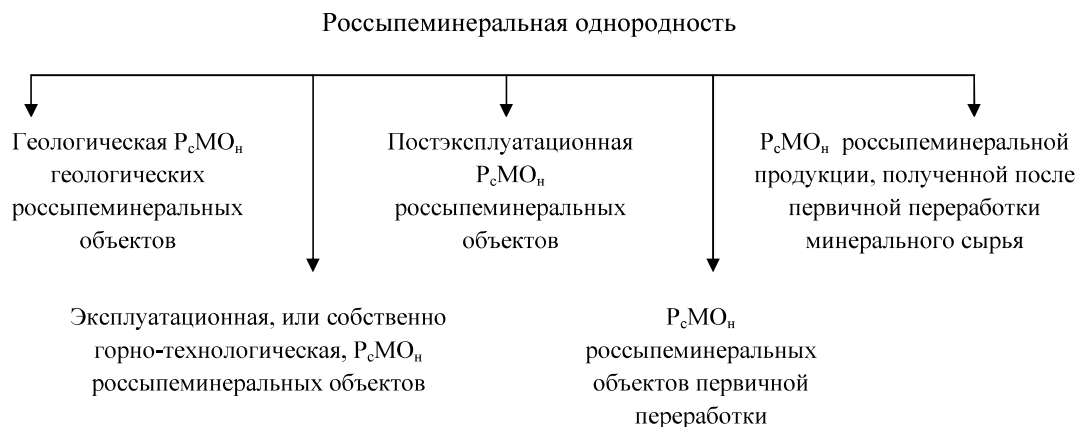 Россыпеминеральная однородность
Геологическая РсМОн
геологических
россыпеминеральных
объектов
Постэксплуатационная
РсМОн
россыпеминеральных
объектов
РсМОн россыпеминеральной
продукции, полученной после
первичной переработки
минерального сырья
Эксплуатационная, или собственно
горно-технологическая, РсМОн
россыпеминеральных объектов
РсМОн
россыпеминеральных
объектов первичной
переработки